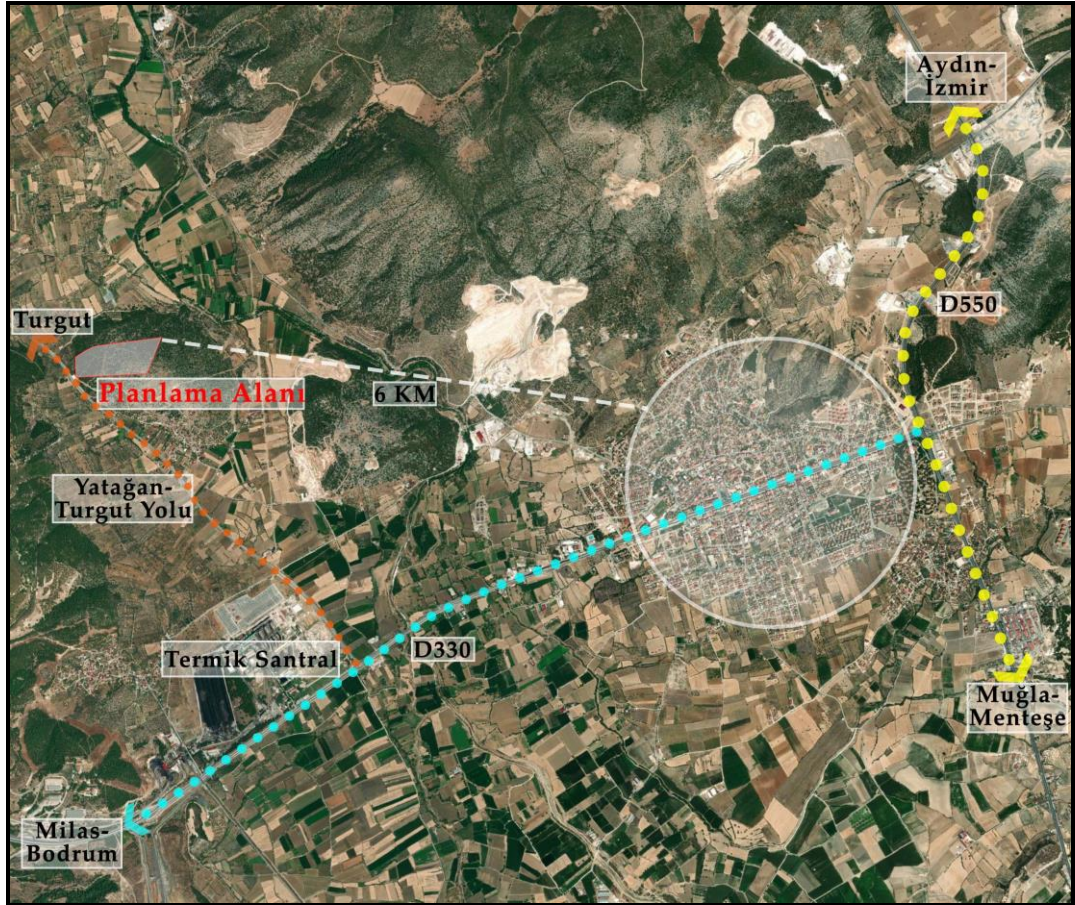 Aydın-
İzmir
D550
Turgut
Planlama Alanı
6 KM
Yatağan-
Turgut Yolu
Termik Santral
D330
Muğla-
Menteşe
Milas-
Bodrum